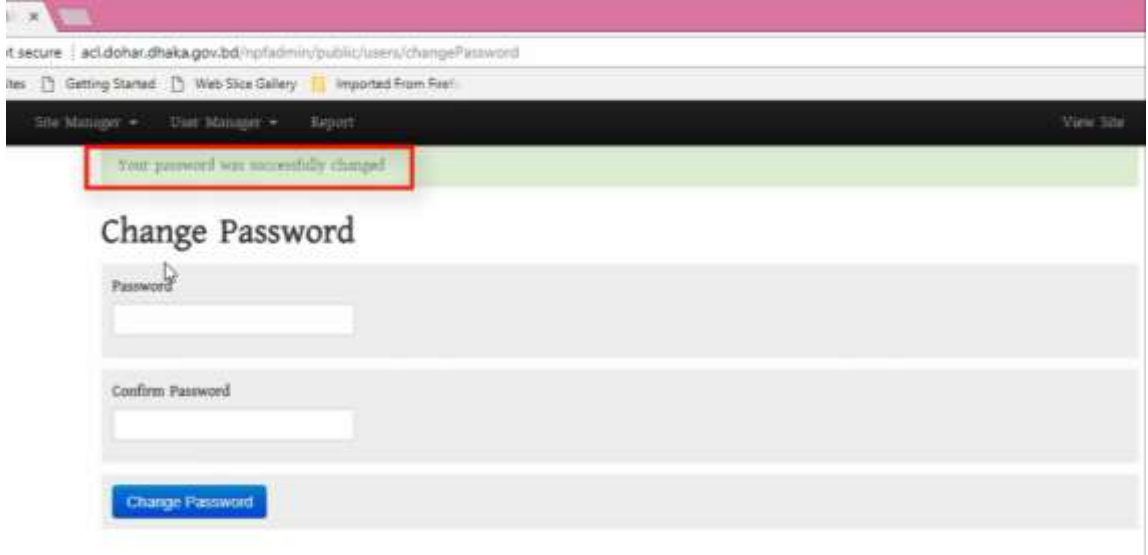 t secure acl.dohar.dhaka.gov.bd/npfadmin/public/users/changePassword
tes Getting Started Web Slice Gallery Imported From Firef
Site Manager User Manager Report View Site
Your password was successfully changed
Change Password
Password
Confirm Password
Change Password